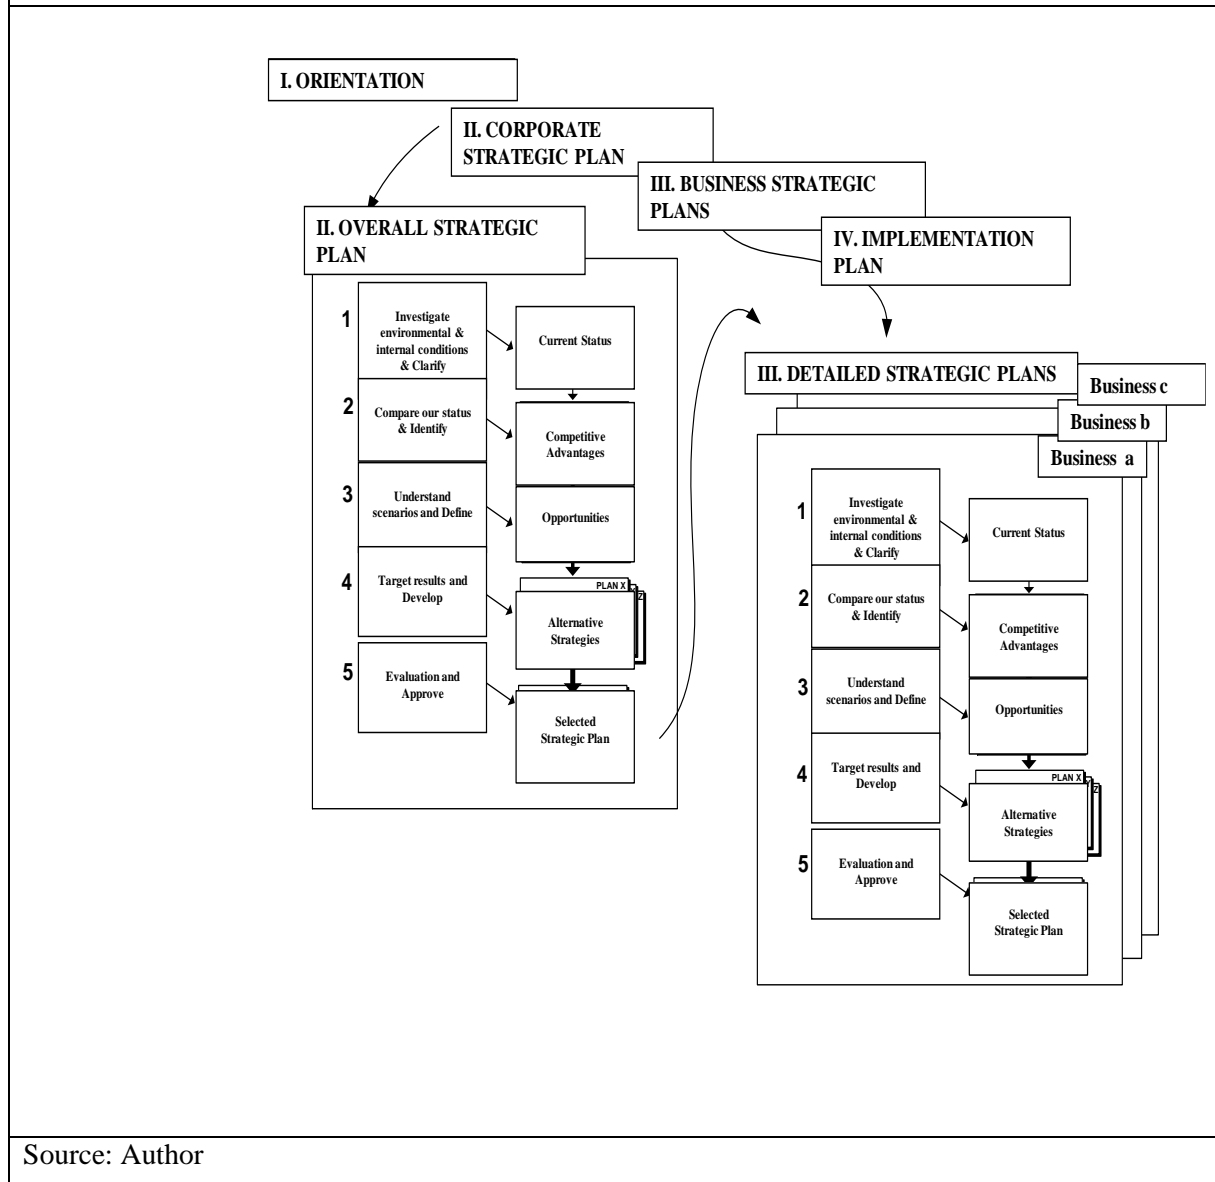 I. ORIENTATION
II. CORPORATE
STRATEGIC PLAN
III. BUSINESS STRATEGIC
PLANS
IV. IMPLEMENTATION
PLAN
II. OVERALL STRATEGIC
PLAN
1
Investigate
environmental &
internal conditions
& Clarify
Current Status
2
Compare our status
& Identify
Competitive
Advantages
3
Understand
scenarios and Define
Opportunities
4
Target results and
Develop
PLAN X
Z
Alternative
Strategies
5
Evaluation and
Approve
Selected
Strategic Plan
III. DETAILED STRATEGIC PLANS
Business c
Business b
Business a
1
Investigate
environmental &
internal conditions
& Clarify
Current Status
2
Compare our status
& Identify
Competitive
Advantages
3
Understand
scenarios and Define
Opportunities
4
Target results and
Develop
PLAN X
Z
Alternative
Strategies
5
Evaluation and
Approve
Selected
Strategic Plan
Source: Author